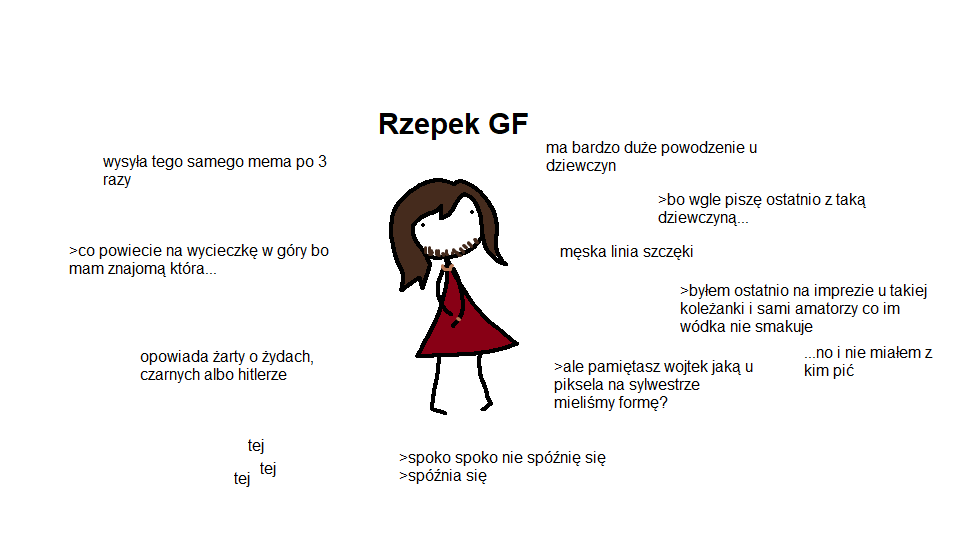 Rzepek GF
wysyła tego samego mema po 3
razy
ma bardzo duże powodzenie u
dziewczyn
>bo wgle piszę ostatnio z taką
dziewczyną...
>co powiecie na wycieczkę w góry bo
mam znajomą która...
męska linia szczęki
>byłem ostatnio na imprezie u takiej
koleżanki i sami amatorzy co im
wódka nie smakuje
...no i nie miałem z
kim pić
opowiada żarty o żydach,
czarnych albo hitlerze
>ale pamiętasz wojtek jaką u
piksela na sylwestrze
mieliśmy formę?
tej
tej
tej
>spoko spoko nie spóźnię się
>spóźnia się